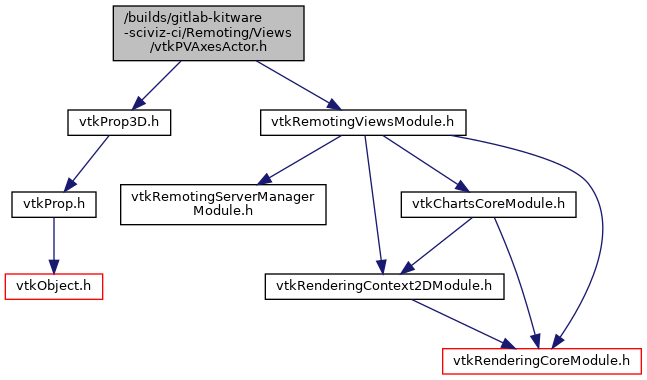 /builds/gitlab-kitware
-sciviz-ci/Remoting/Views
/vtkPVAxesActor.h
vtkProp3D.h
vtkRemotingViewsModule.h
vtkProp.h
vtkRemotingServerManager
Module.h
vtkChartsCoreModule.h
vtkObject.h
vtkRenderingContext2DModule.h
vtkRenderingCoreModule.h